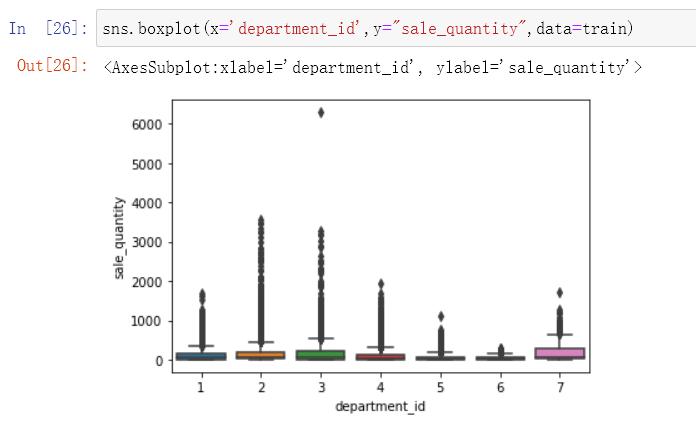 In [26]: sns.boxplot(x='department_id',y="sale_quantity",data=train)
Out[26]: <AxesSubplot:xlabel='department_id', ylabel='sale_quantity'>
6000
5000
4000
3000
2000
1000
0
sale_quantity
1 2 3 4 5 6 7
department_id